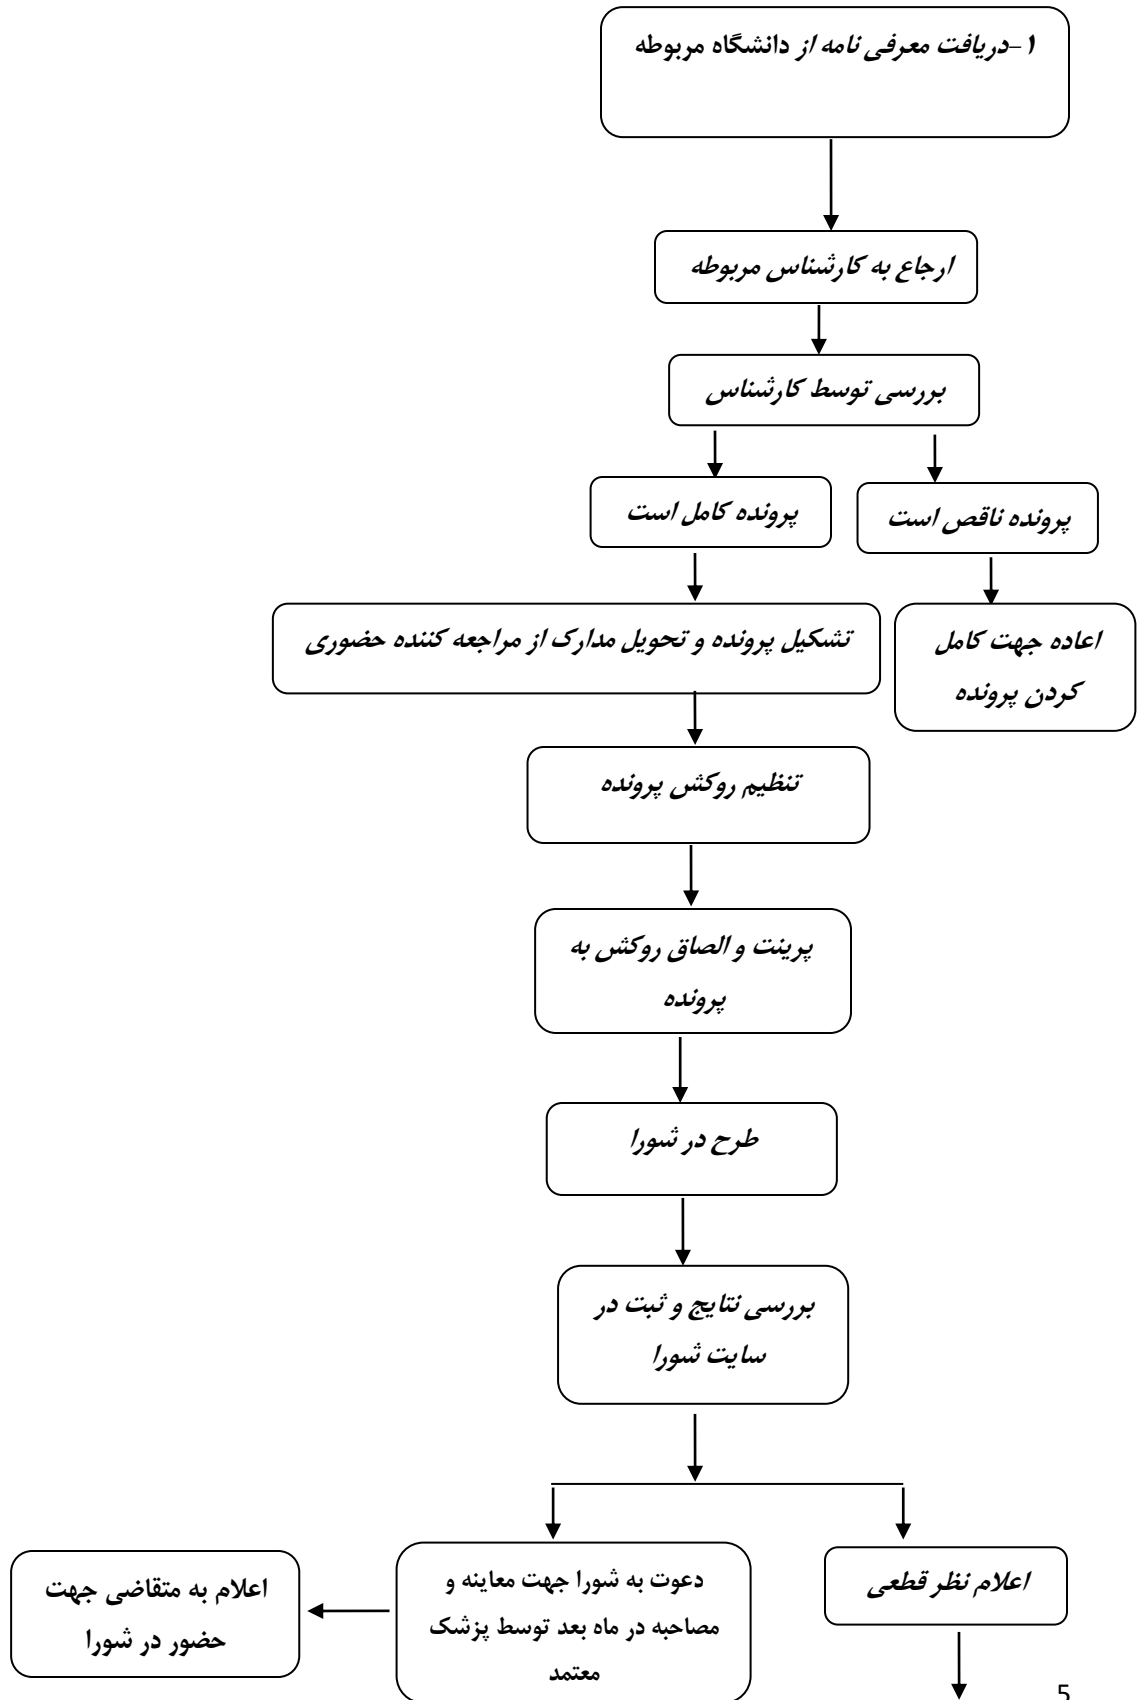 ۱-دریافت معرفی نامه از دانشگاه مربوطه
ارجاع به کارشناس مربوطه
بررسی توسط کارشناس
پرونده ناقص است
پرونده کامل است
اعاده جهت کامل
کردن پرونده
تشکیل پرونده و تحویل مدارک از مراجعه کننده حضوری
تنظیم روکش پرونده
پرینت و الصاق روکش به
پرونده
طرح در شورا
بررسی نتایج و ثبت در
سایت شورا
اعلام نظر قطعی
دعوت به شورا جهت معاینه و
مصاحبه در ماه بعد توسط پزشک
معتمد
اعلام به متقاضی جهت
حضور در شورا
5